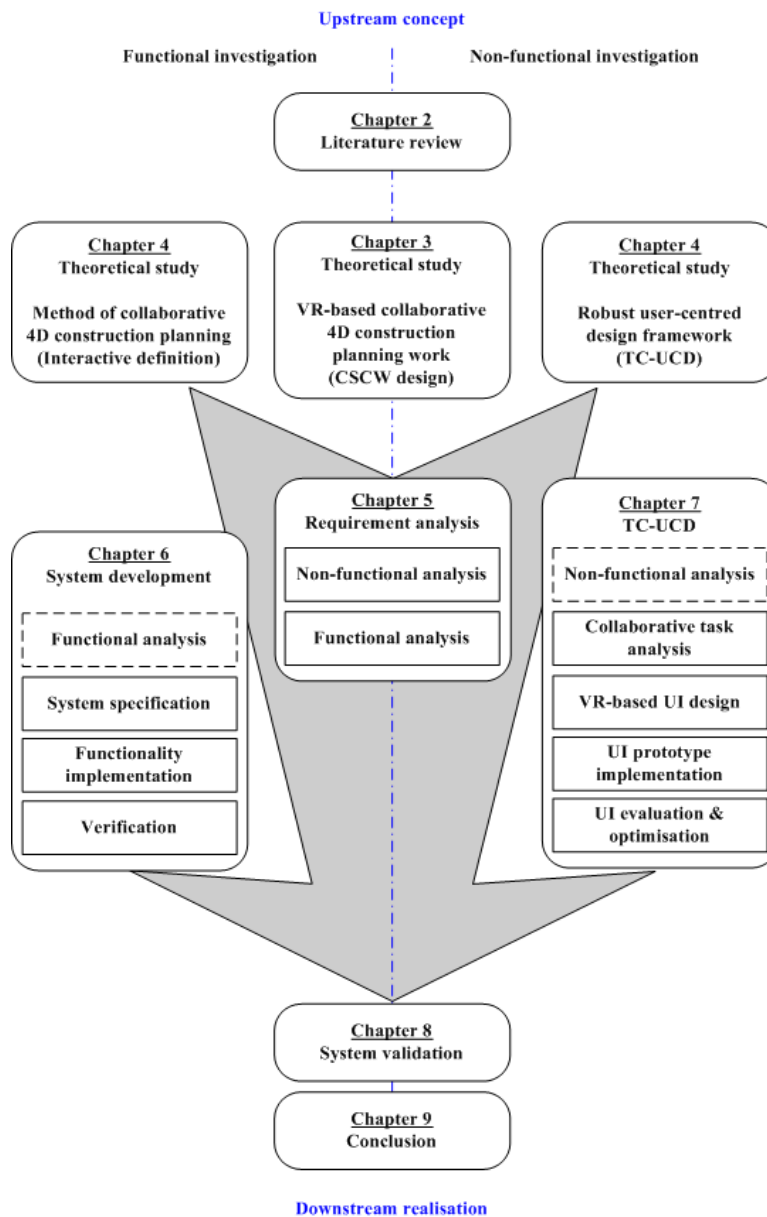 Upstream concept
Functional investigation
Non-functional investigation
Chapter 2
Literature review
Chapter 4
Theoretical study
Method of collaborative
4D construction planning
(Interactive definition)
Chapter 3
Theoretical study
VR-based collaborative
4D construction
planning work
(CSCW design)
Chapter 4
Theoretical study
Robust user-centred
design framework
(TC-UCD)
Chapter 5
Requirement analysis
Non-functional analysis
Functional analysis
Chapter 6
System development
Functional analysis
System specification
Functionality
implementation
Verification
Chapter 7
TC-UCD
Non-functional analysis
Collaborative task
analysis
VR-based UI design
UI prototype
implementation
UI evaluation &
optimisation
Chapter 8
System validation
Chapter 9
Conclusion
Downstream realisation